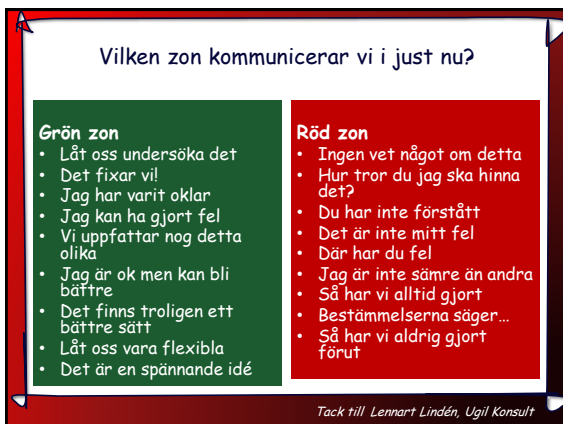 Vilken zon kommunicerar vi i just nu?
Grön zon
• Låt oss undersöka det
• Det fixar vi!
• Jag har varit oklar
• Jag kan ha gjort fel
• Vi uppfattar nog detta
olika
• Jag är ok men kan bli
bättre
• Det finns troligen ett
bättre sätt
• Låt oss vara flexibla
• Det är en spännande idé
Röd zon
• Ingen vet något om detta
• Hur tror du jag ska hinna
det?
• Du har inte förstått
• Det är inte mitt fel
• Där har du fel
• Jag är inte sämre än andra
• Så har vi alltid gjort
• Bestämmelserna säger…
• Så har vi aldrig gjort
förut
Tack till Lennart Lindén, Ugil Konsult